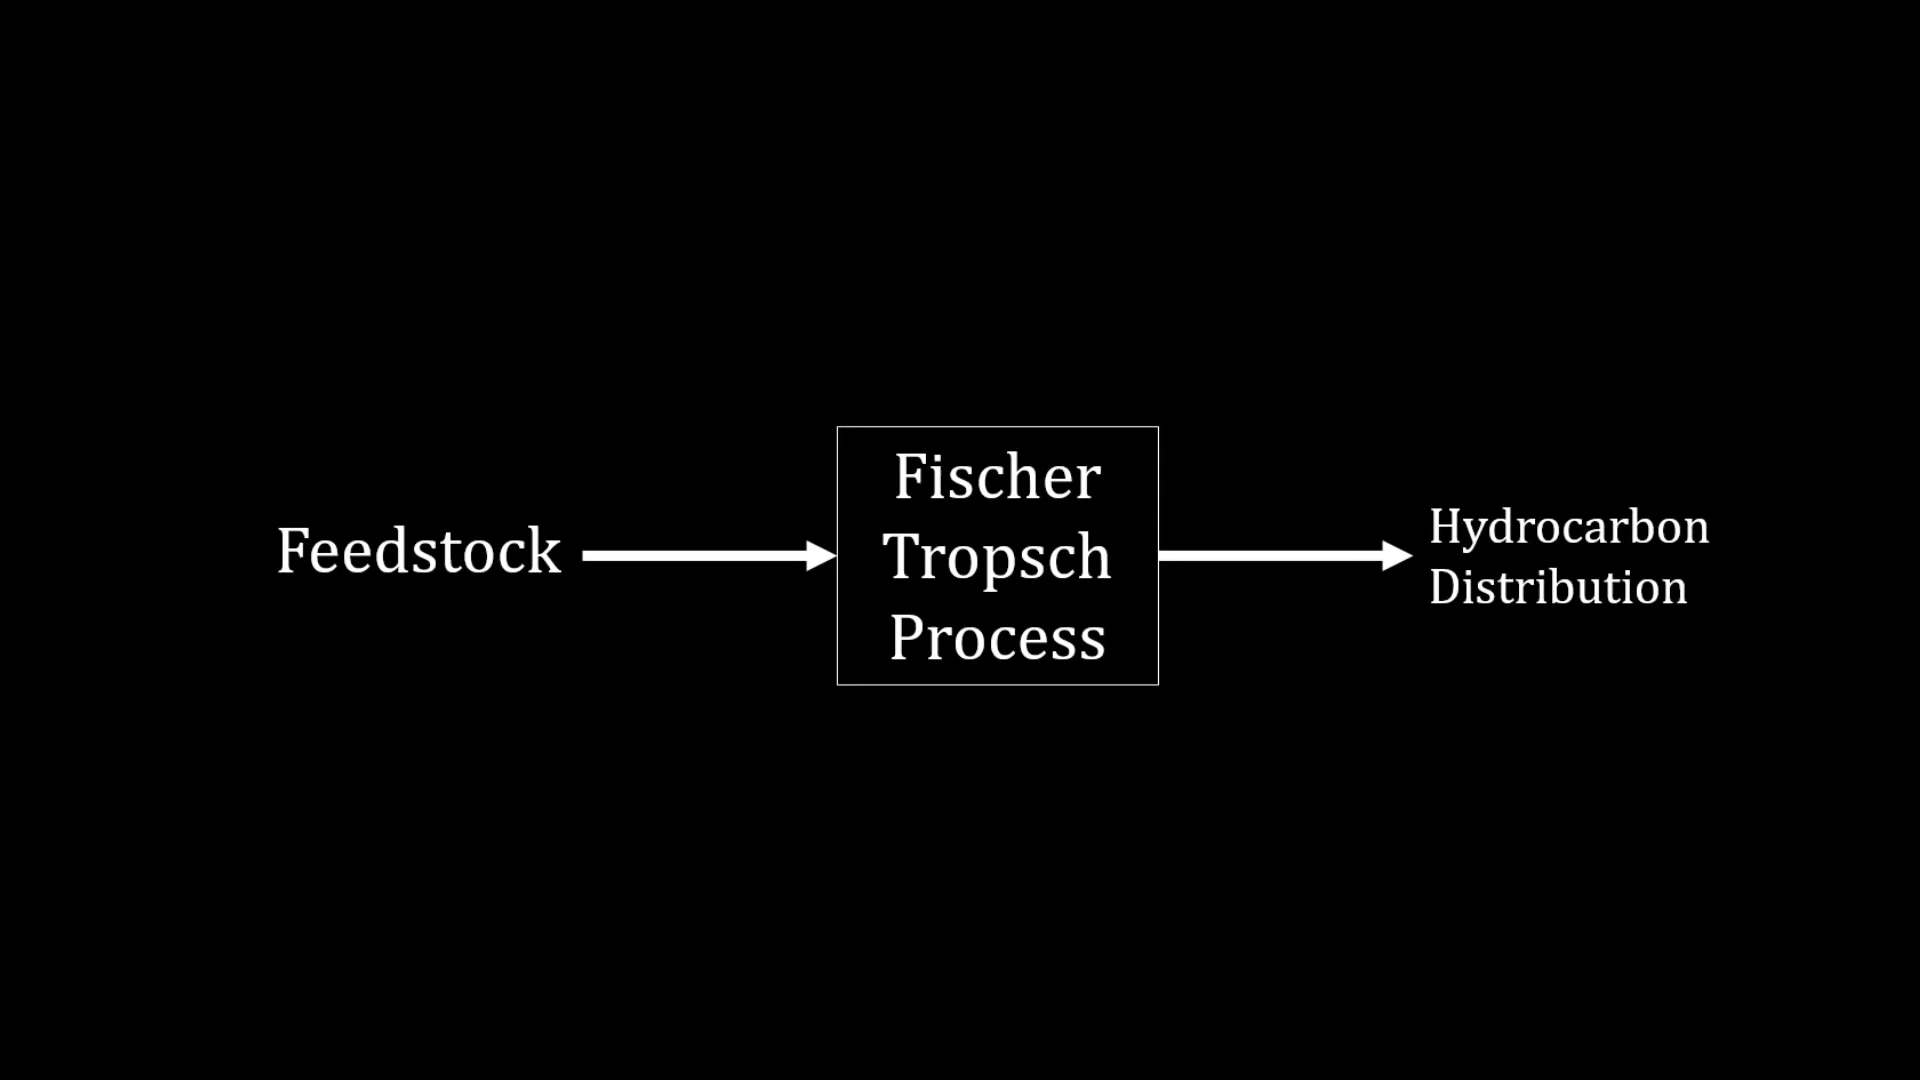 Feedstock
Fischer
Tropsch
Process
Hydrocarbon
Distribution